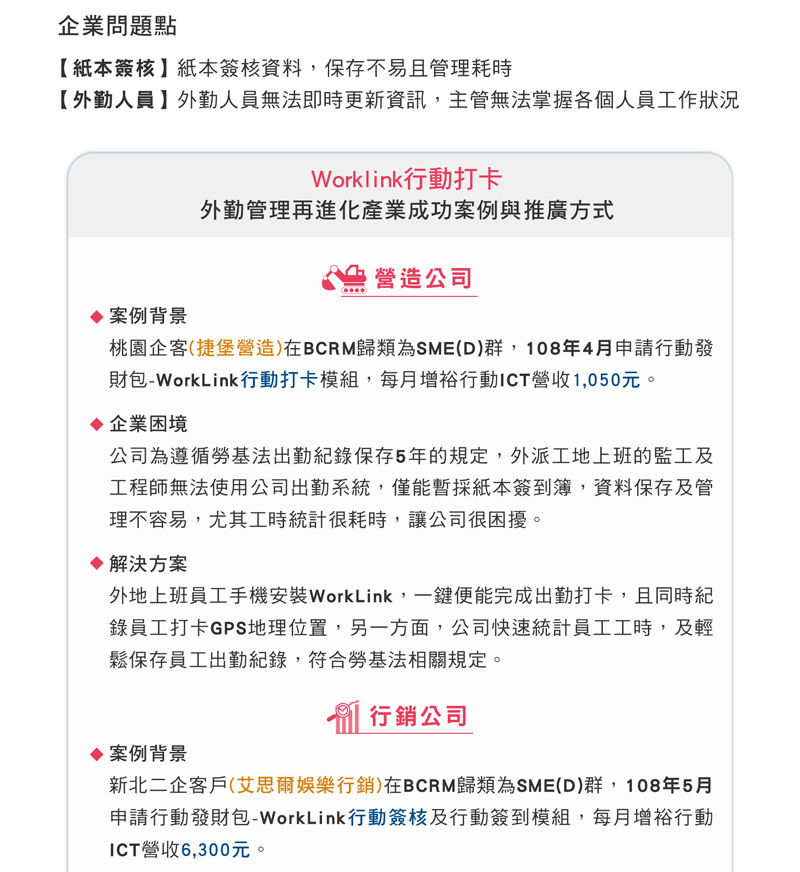 企業問題點
【紙本簽核】紙本簽核資料，保存不易且管理耗時
【外勤人員】外勤人員無法即時更新資訊，主管無法掌握各個人員工作狀況
Worklink行動打卡
外勤管理再進化產業成功案例與推廣方式
營造公司
◆ 案例背景
桃園企客(捷堡營造)在BCRM歸類為SME(D)群，108年4月申請行動發
財包-WorkLink行動打卡模組，每月增裕行動ICT營收1,050元。
◆ 企業困境
公司為遵循勞基法出勤紀錄保存5年的規定，外派工地上班的監工及
工程師無法使用公司出勤系統，僅能暫採紙本簽到簿，資料保存及管
理不容易，尤其工時統計很耗時，讓公司很困擾。
◆ 解決方案
外地上班員工手機安裝WorkLink，一鍵便能完成出勤打卡，且同時紀
錄員工打卡GPS地理位置，另一方面，公司快速統計員工工時，及輕
鬆保存員工出勤紀錄，符合勞基法相關規定。
行銷公司
◆ 案例背景
新北二企客戶(艾思爾娛樂行銷)在BCRM歸類為SME(D)群，108年5月
申請行動發財包-WorkLink行動簽核及行動簽到模組，每月增裕行動
ICT營收6,300元。